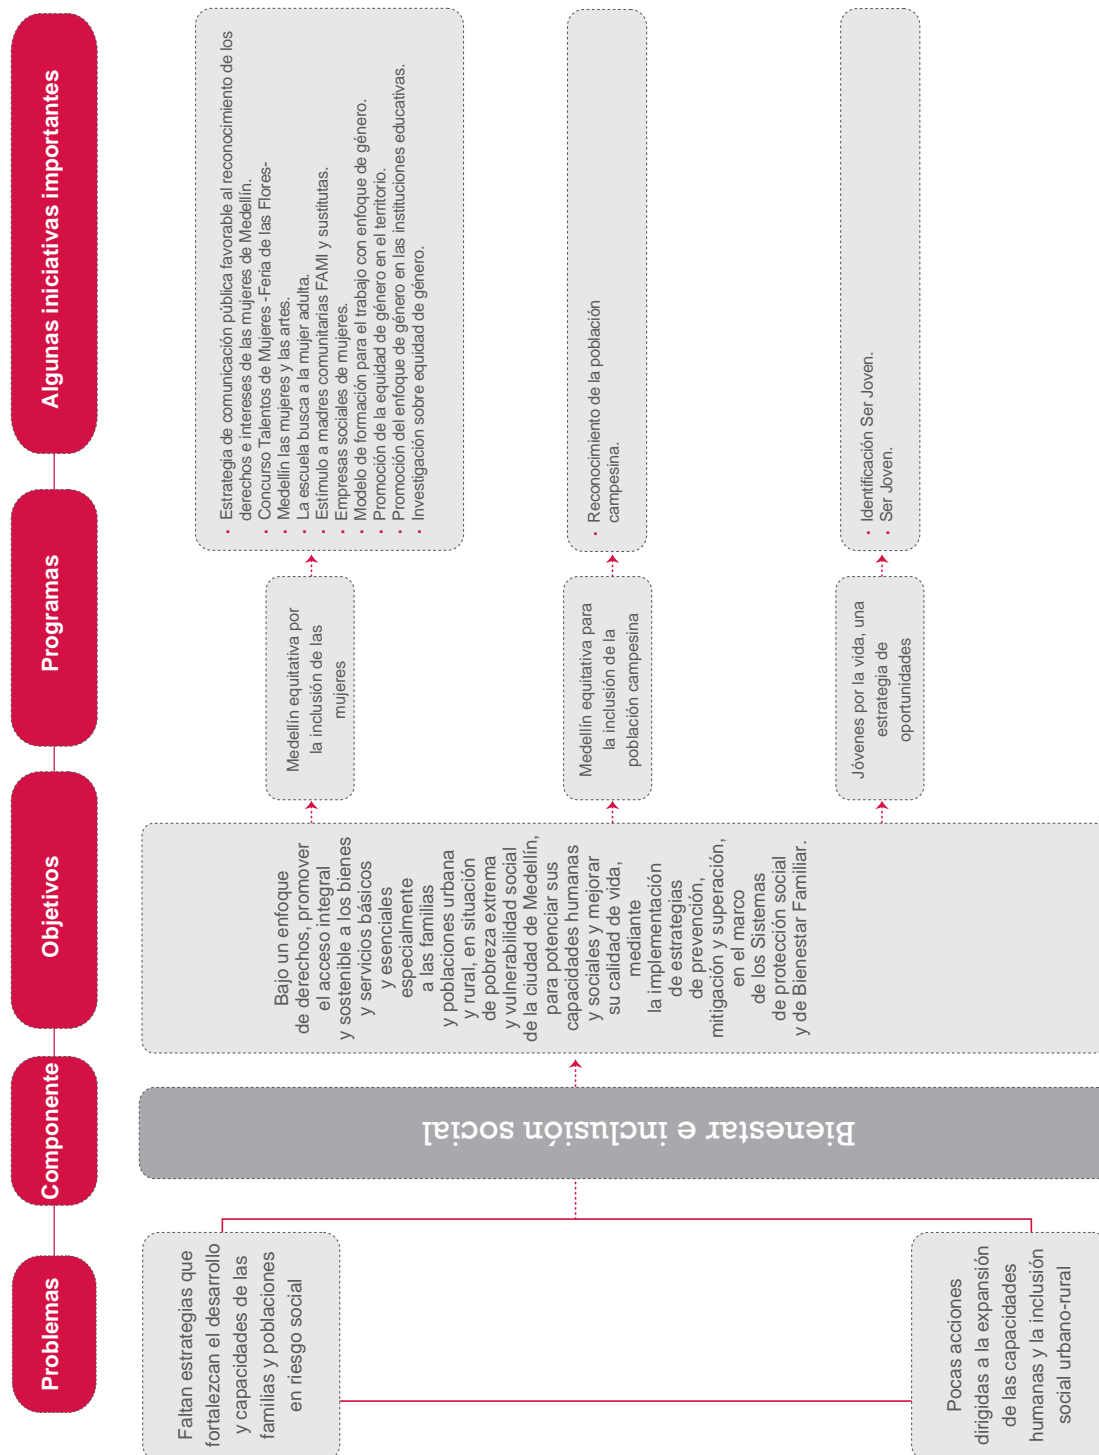 Problemas
Componente
Objetivos
Programas
Algunas iniciativas importantes
Faltan estrategias que
fortalezcan el desarrollo
y capacidades de las
familias y poblaciones
en riesgo social
Pocas acciones
dirigidas a la expansión
de las capacidades
humanas y la inclusión
social urbano-rural
Bienestar e inclusión social
Bajo un enfoque
de derechos, promover
el acceso integral
y sostenible a los bienes
y servicios básicos
y esenciales
especialmente
a las familias
y poblaciones urbana
y rural, en situación
de pobreza extrema
y vulnerabilidad social
de la ciudad de Medellín,
para potenciar sus
capacidades humanas
y sociales y mejorar
su calidad de vida,
mediante
la implementación
de estrategias
de prevención,
mitigación y superación,
en el marco
de los Sistemas
de protección social
y de Bienestar Familiar.
Medellín equitativa por
la inclusión de las
mujeres
· Estrategia de comunicación pública favorable al reconocimiento de los
derechos e intereses de las mujeres de Medellín.
· Concurso Talentos de Mujeres -Feria de las Flores-
· Medellín las mujeres y las artes.
· La escuela busca a la mujer adulta.
· Estímulo a madres comunitarias FAMI y sustitutas.
· Empresas sociales de mujeres.
· Modelo de formación para el trabajo con enfoque de género.
· Promoción de la equidad de género en el territorio.
· Promoción del enfoque de género en las instituciones educativas.
· Investigación sobre equidad de género.
Medellín equitativa para
la inclusión de la
población campesina
· Reconocimiento de la población
campesina.
Jóvenes por la vida, una
estrategia de
oportunidades
· Identificación Ser Joven.
· Ser Joven.